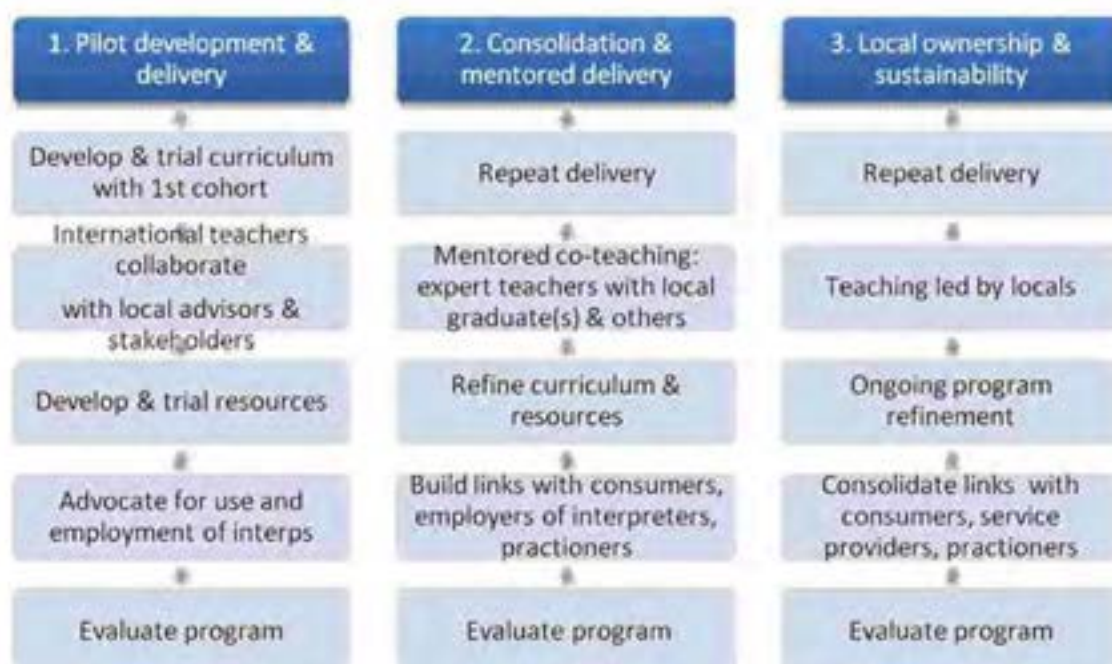 1. Pilot development &
delivery
Develop & trial curriculum
with 1st cohort
International teachers
collaborate
with local advisors &
stakeholders
Develop & trial resources
Advocate for use and
employment of interps
Evaluate program
2. Consolidation &
mentored delivery
Repeat delivery
Mentored co-teaching:
expert teachers with local
graduate(s) & others
Refine curriculum &
resources
Build links with consumers,
employers of interpreters,
practioners
Evaluate program
3. Local ownership &
sustainability
Repeat delivery
Teaching led by locals
Ongoing program
refinement
Consolidate links with
consumers, service
providers, practioners
Evaluate program